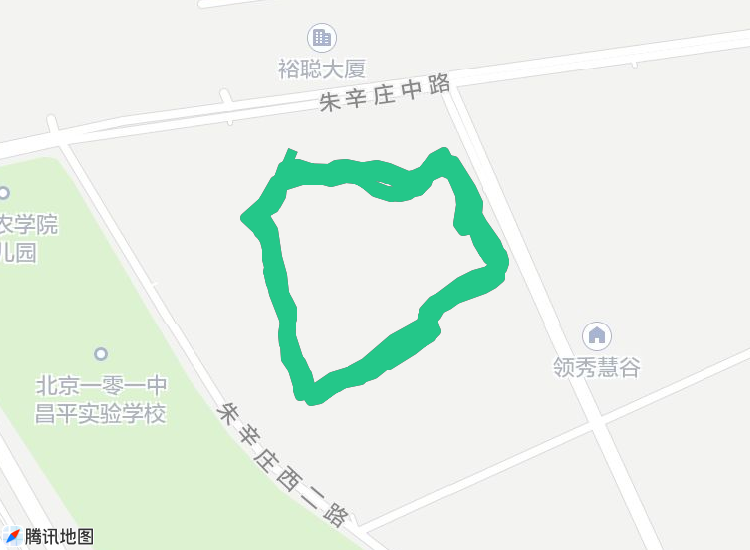 裕聪大厦
朱辛庄中路
农学院
儿园
领秀慧谷
北京一零一中
昌平实验学校
朱辛庄西二路
腾讯地图